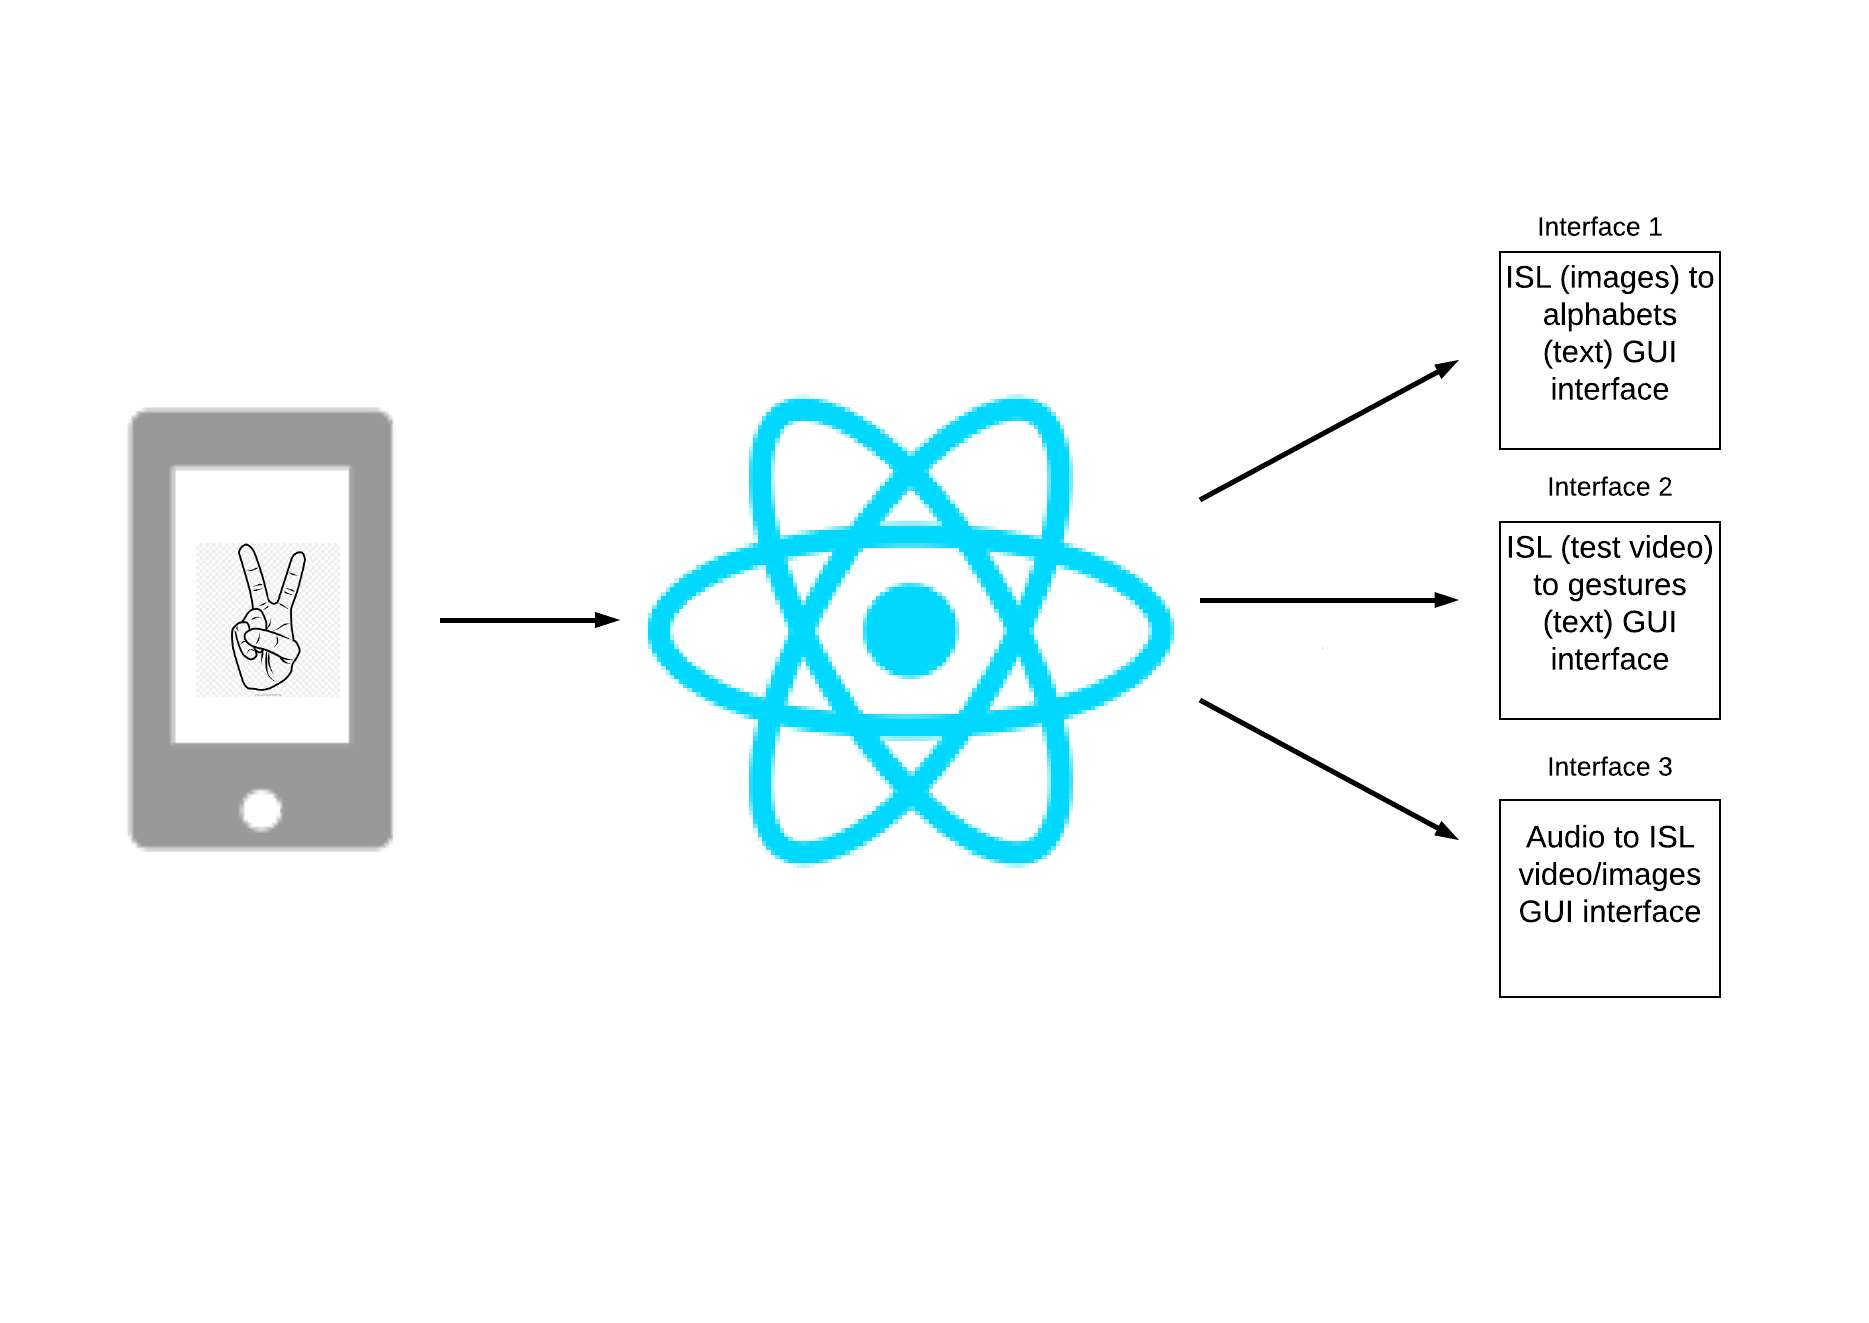 Interface 1
ISL (images) to
alphabets
(text) GUI
interface
Interface 2
ISL (test video)
to gestures
(text) GUI
interface
Interface 3
Audio to ISL
video/images
GUI interface